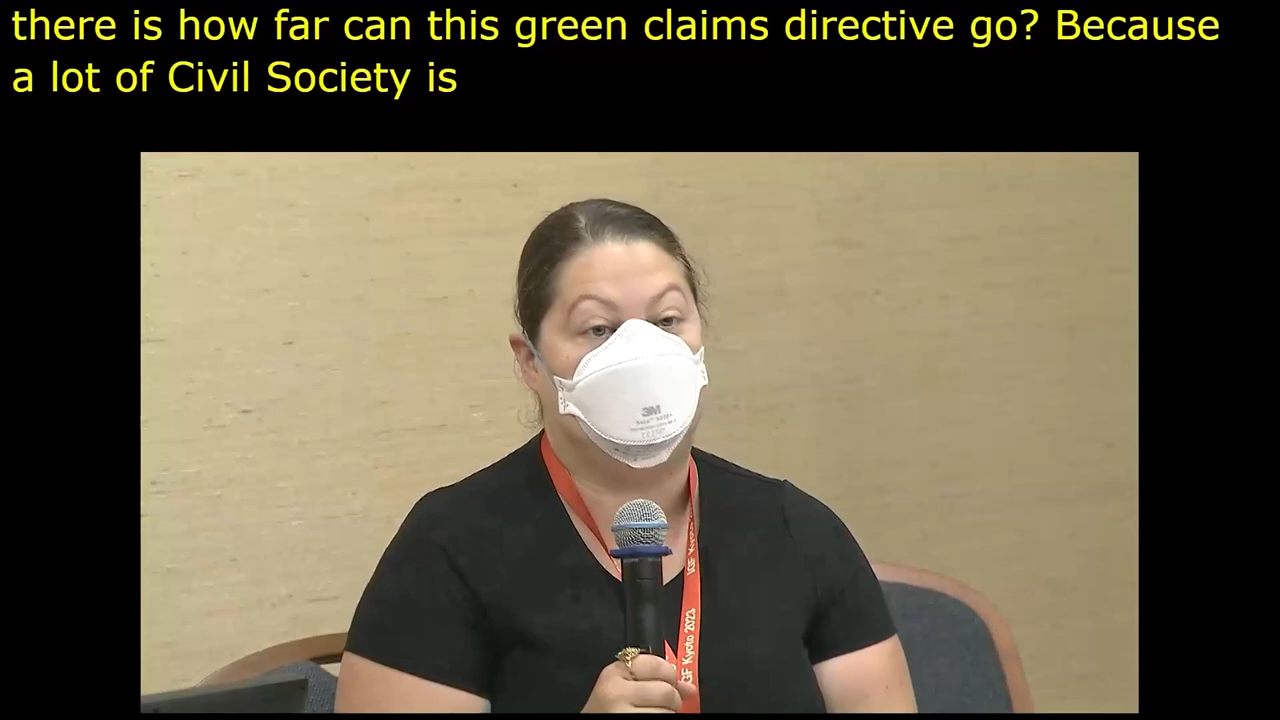 there is how far can this green claims directive go? Because
a lot of Civil Society is
3M
IGF Kyoto 2023